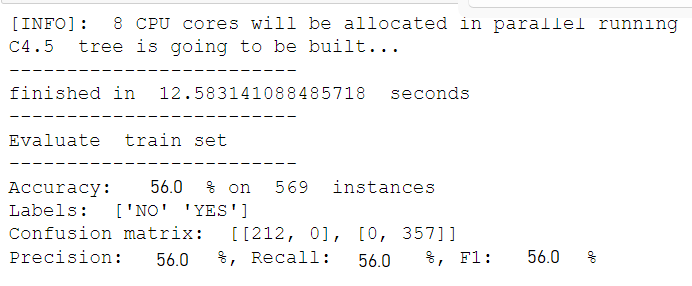 [INFO]:  8 CPU cores will be allocated in parallel running
C4.5  tree is going to be built...
-------------------------
finished in  12.583141088485718  seconds
-------------------------
Evaluate  train set
-------------------------
Accuracy:  56.0  % on  569  instances
Labels:  ['NO' 'YES']
Confusion matrix:  [[212, 0], [0, 357]]
Precision:  56.0  %, Recall:  56.0  %, F1:  56.0  %